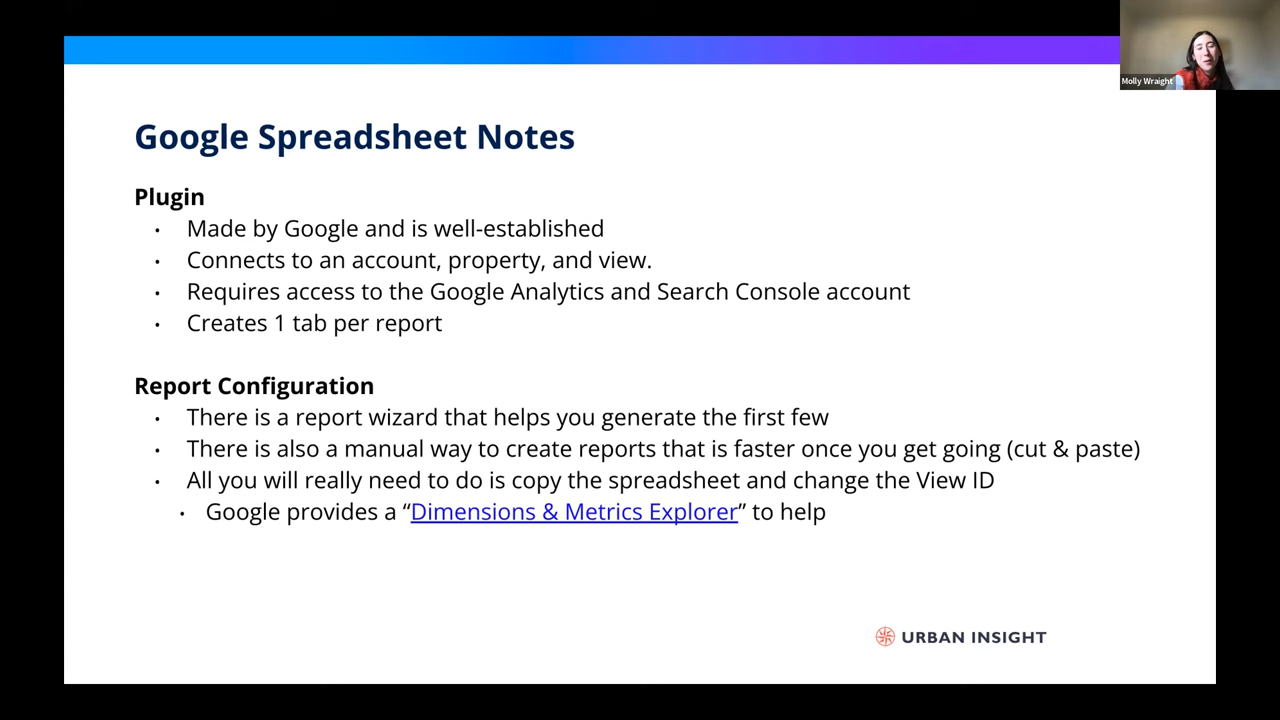 Molly Wraight
Google Spreadsheet Notes
Plugin
• Made by Google and is well-established
• Connects to an account, property, and view.
• Requires access to the Google Analytics and Search Console account
• Creates 1 tab per report
Report Configuration
• There is a report wizard that helps you generate the first few
• There is also a manual way to create reports that is faster once you get going (cut & paste)
• All you will really need to do is copy the spreadsheet and change the View ID
• Google provides a “Dimensions & Metrics Explorer” to help
URBAN INSIGHT